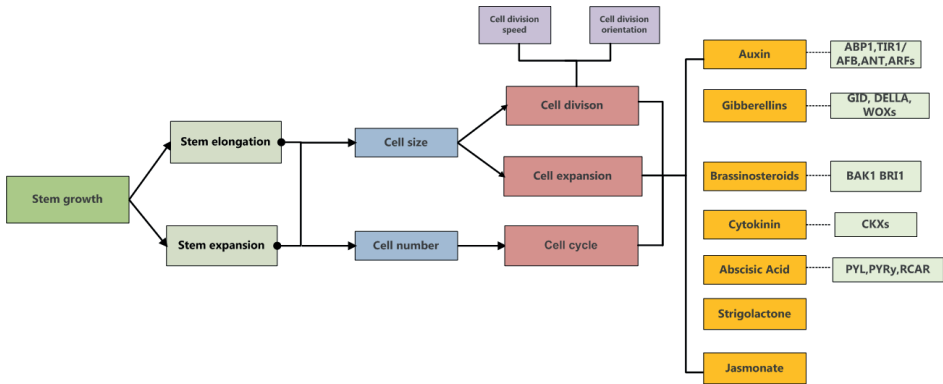 Cell division
speed
Cell division
orientation
Stem growth
Stem elongation
Stem expansion
Cell size
Cell number
Cell divison
Cell expansion
Cell cycle
Auxin
ABP1,TIR1/
AFB,ANT,ARFs
Gibberellins
GID, DELLA,
WOXs
Brassinosteroids
BAK1 BRI1
Cytokinin
CKXs
Abscisic Acid
PYL,PYRy,RCAR
Strigolactone
Jasmonate